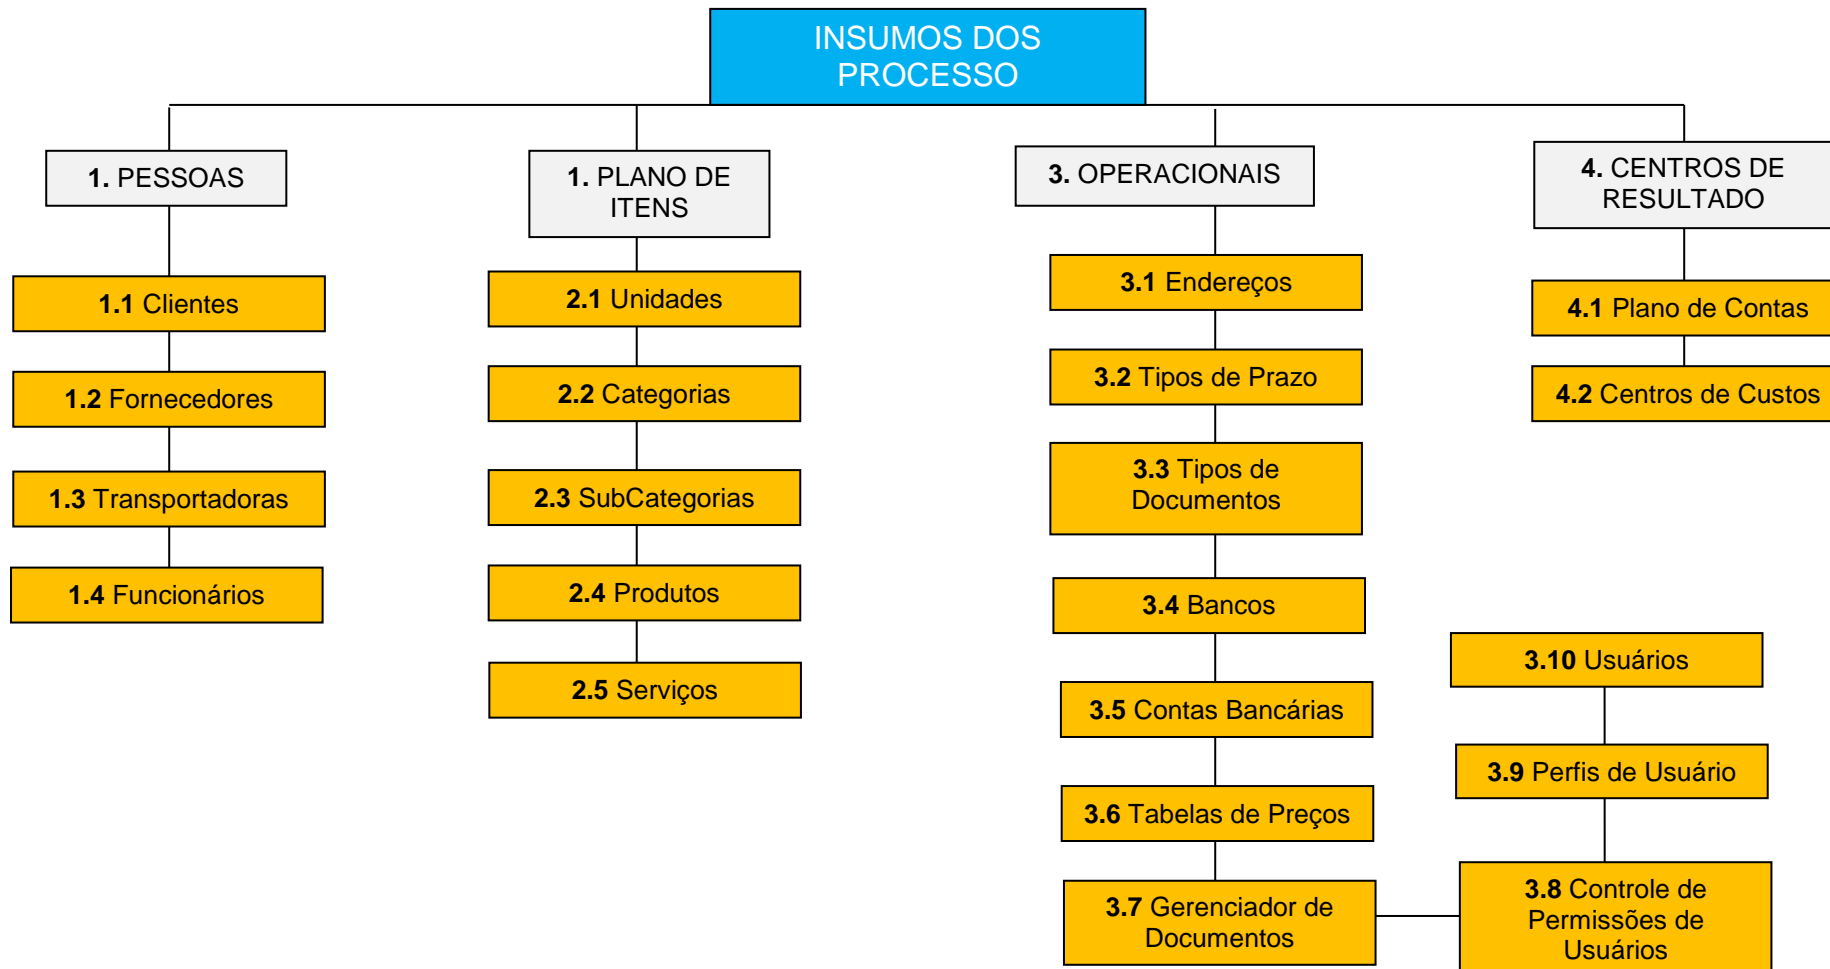 INSUMOS DOS
PROCESSO
1. PESSOAS
1. PLANO DE
ITENS
3. OPERACIONAIS
4. CENTROS DE
RESULTADO
1.1 Clientes
1.2 Fornecedores
1.3 Transportadoras
1.4 Funcionários
2.1 Unidades
2.2 Categorias
2.3 SubCategorias
2.4 Produtos
2.5 Serviços
3.1 Endereços
3.2 Tipos de Prazo
3.3 Tipos de
Documentos
3.4 Bancos
3.5 Contas Bancárias
3.6 Tabelas de Preços
3.7 Gerenciador de
Documentos
3.8 Controle de
Permissões de
Usuários
3.9 Perfis de Usuário
3.10 Usuários
4.1 Plano de Contas
4.2 Centros de Custos